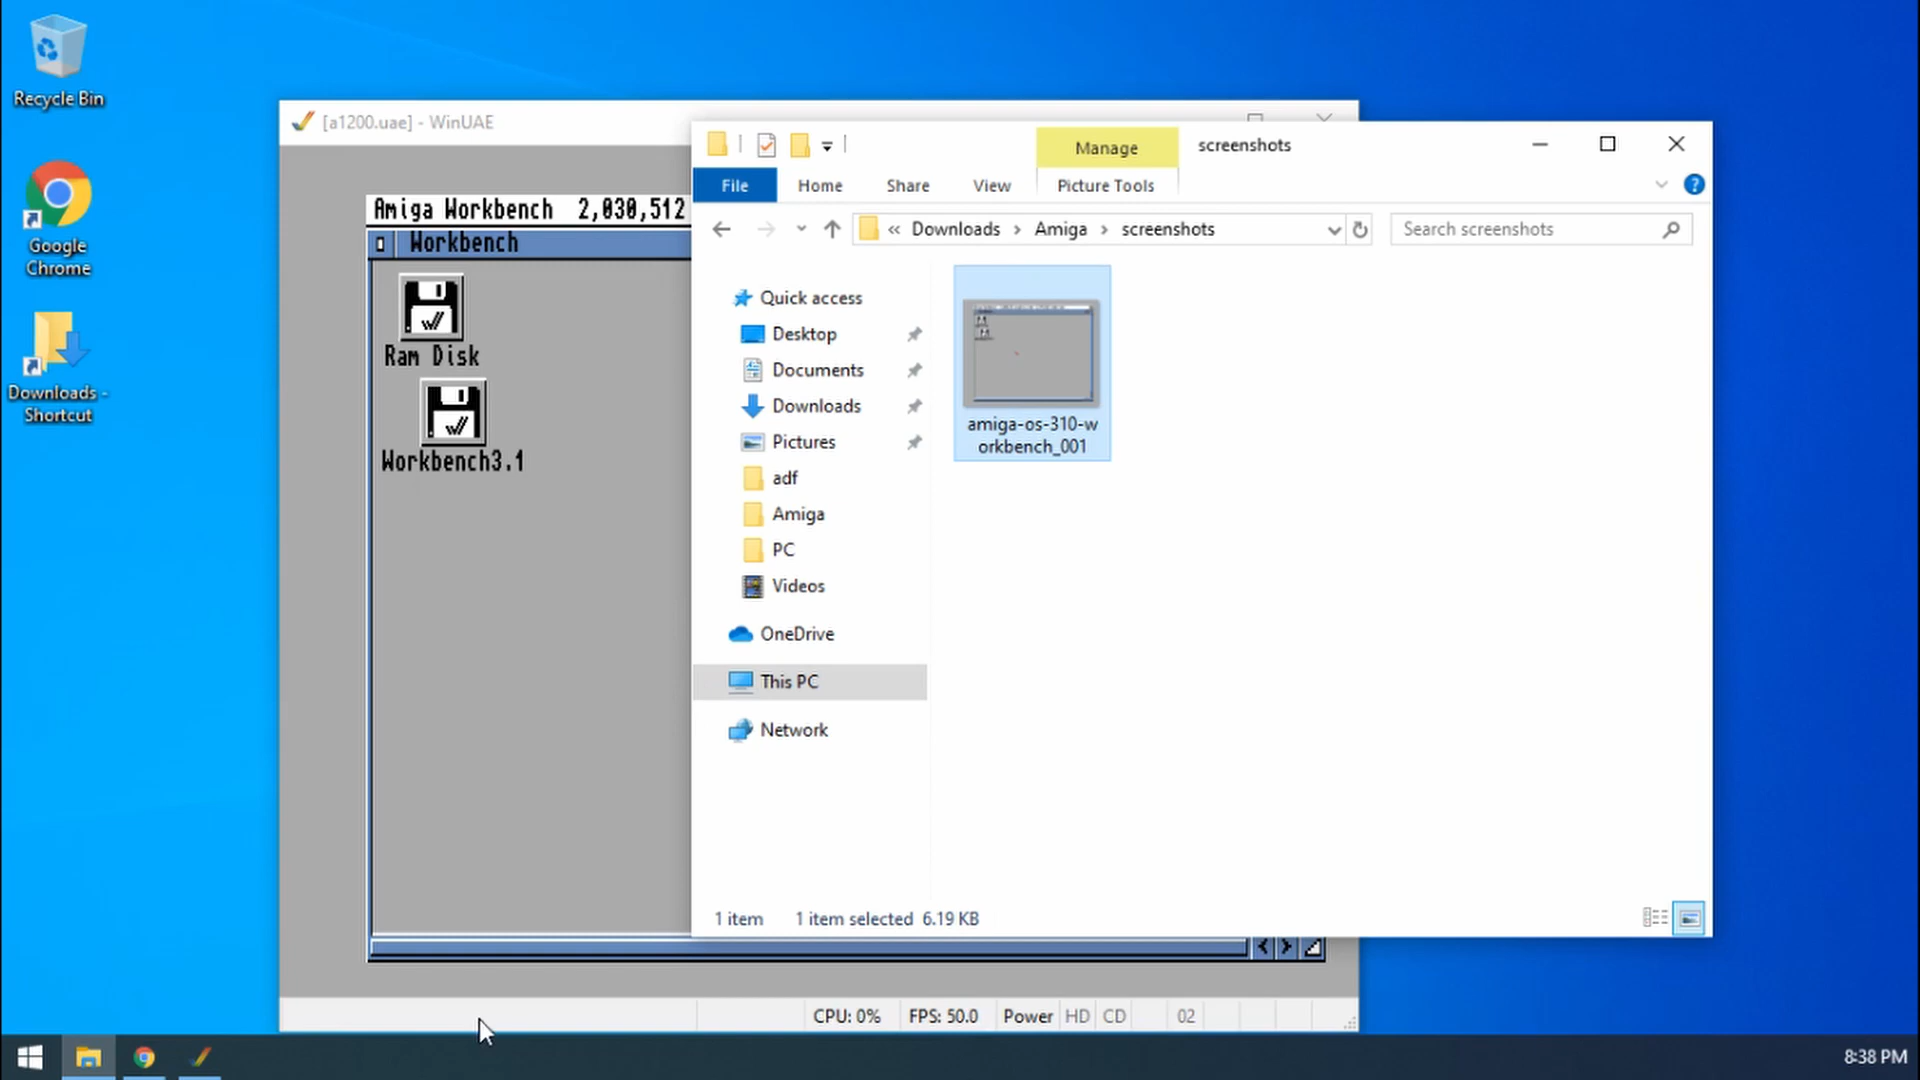 Recycle Bin
Google
Chrome
Downloads -
Shortcut
[a1200.uae] - WinUAE
Amiga Workbench 2,030,512
Workbench
Ram Disk
Workbench3.1
Manage
screenshots
File
Home
Share
View
Picture Tools
« Downloads › Amiga › screenshots
Search screenshots
Quick access
Desktop
Documents
Downloads
Pictures
adf
Amiga
PC
Videos
OneDrive
This PC
Network
amiga-os-310-w
orkbench_001
1 item
1 item selected 6.19 KB
CPU: 0%
FPS: 50.0
Power
HD
CD
02
8:38 PM